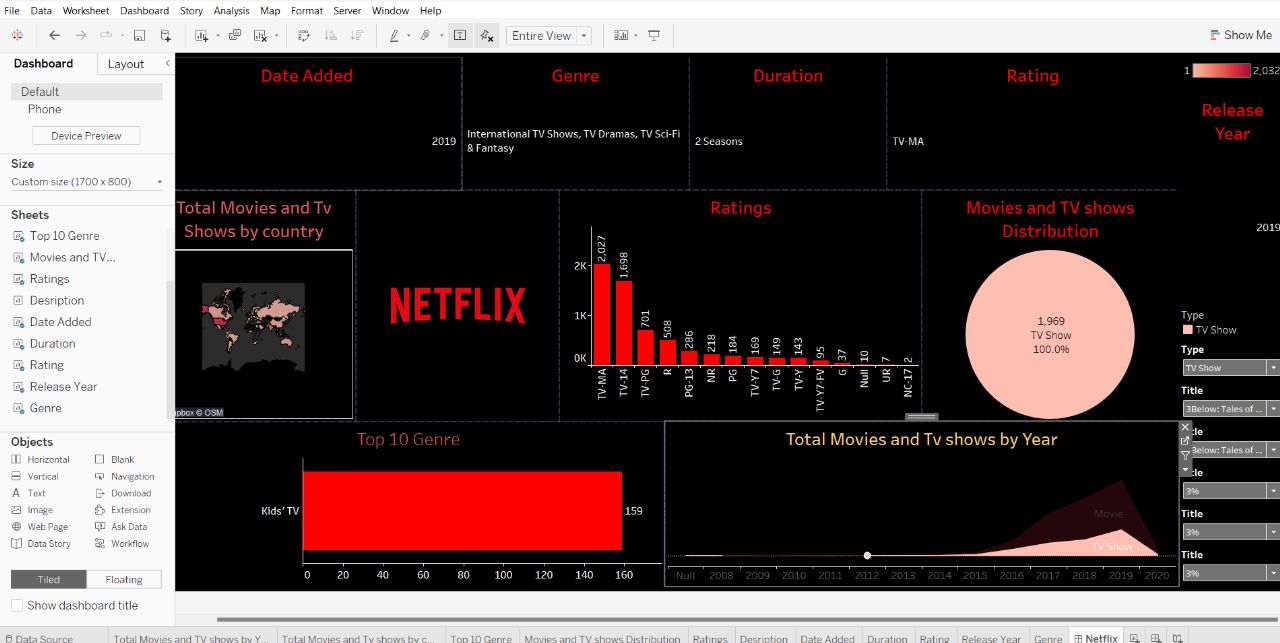 File Data Worksheet Dashboard Story Analysis Map Format Server Window Help
Entire View
Show Me
Dashboard Layout
Default
Phone
Device Preview
Size
Custom size (1700 x 800)
Sheets
Top 10 Genre
Movies and TV...
Ratings
Desription
Date Added
Duration
Rating
Release Year
Genre
Objects
Horizontal Blank
Vertical Navigation
Text Download
Image Extension
Web Page Ask Data
Data Story Workflow
Tiled Floating
Show dashboard title
Date Added
2019
Genre
International TV Shows, TV Dramas, TV Sci-Fi
& Fantasy
Duration
2 Seasons
Rating
TV-MA
1 2,032
Release
Year
2019
Total Movies and Tv
Shows by country
pbox © OSM
NETFLIX
Ratings
2K
1K
0K
2,027 1,698 701 508 286 218 184 169 149 143 95 37 10 7 2
TV-MA TV-14 TV-PG R PG-13 NR PG TV-Y7 TV-G TV-Y TV-Y7-FV G Null UR NC-17
Movies and TV shows
Distribution
1,969
TV Show
100.0%
Type
TV Show
Type
TV Show
Title
3Below: Tales of ...
tle
Below: Tales of ...
tle
3%
Title
3%
Title
3%
Top 10 Genre
Kids' TV
159
0 20 40 60 80 100 120 140 160
Total Movies and Tv shows by Year
Movie
TV Show
Null 2008 2009 2010 2011 2012 2013 2014 2015 2016 2017 2018 2019 2020
Data Source Total Movies and TV shows by Y... Total Movies and Tv shows by c... Top 10 Genre Movies and TV shows Distribution Ratings Desription Date Added Duration Rating Release Year Genre Netflix